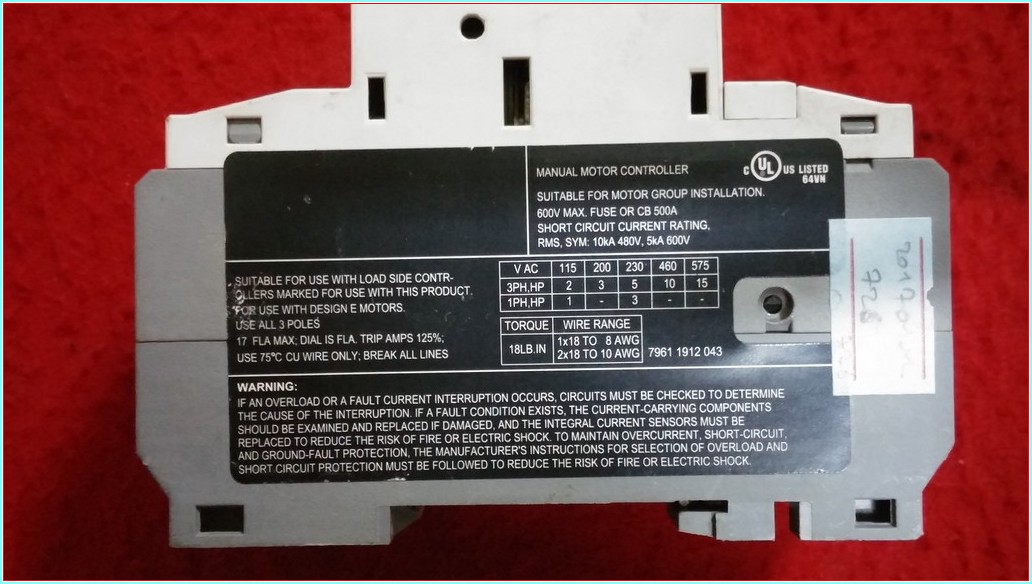 MANUAL MOTOR CONTROLLER
c UL US LISTED
64VN
SUITABLE FOR MOTOR GROUP INSTALLATION.
600V MAX. FUSE OR CB 500A
SHORT CIRCUIT CURRENT RATING,
RMS, SYM: 10kA 480V, 5kA 600V
SUITABLE FOR USE WITH LOAD SIDE CONTR-
OLLERS MARKED FOR USE WITH THIS PRODUCT.
FOR USE WITH DESIGN E MOTORS.
USE ALL 3 POLES
17 FLA MAX; DIAL IS FLA. TRIP AMPS 125%;
USE 75°C CU WIRE ONLY; BREAK ALL LINES
V AC 115 200 230 460 575
3PH,HP 2 3 5 10 15
1PH,HP 1 - 3 - -
TORQUE WIRE RANGE
18LB.IN 1x18 TO 8 AWG
2x18 TO 10 AWG
7961 1912 043
WARNING:
IF AN OVERLOAD OR A FAULT CURRENT INTERRUPTION OCCURS, CIRCUITS MUST BE CHECKED TO DETERMINE
THE CAUSE OF THE INTERRUPTION. IF A FAULT CONDITION EXISTS, THE CURRENT-CARRYING COMPONENTS
SHOULD BE EXAMINED AND REPLACED IF DAMAGED, AND THE INTEGRAL CURRENT SENSORS MUST BE
REPLACED TO REDUCE THE RISK OF FIRE OR ELECTRIC SHOCK. TO MAINTAIN OVERCURRENT, SHORT-CIRCUIT,
AND GROUND-FAULT PROTECTION, THE MANUFACTURER'S INSTRUCTIONS FOR SELECTION OF OVERLOAD AND
SHORT CIRCUIT PROTECTION MUST BE FOLLOWED TO REDUCE THE RISK OF FIRE OR ELECTRIC SHOCK.
728